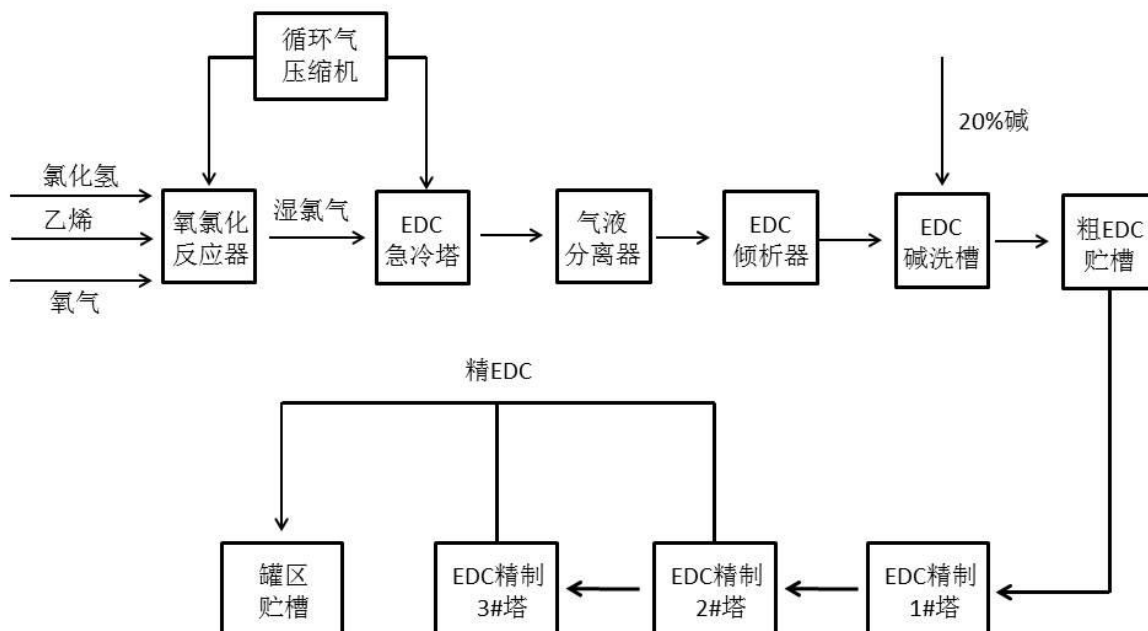 循环气
压缩机
20%碱
氯化氢
乙烯
氧气
氧氯化
反应器
湿氯气
EDC
急冷塔
气液
分离器
EDC
倾析器
EDC
碱洗槽
粗EDC
贮槽
精EDC
罐区
贮槽
EDC精制
3#塔
EDC精制
2#塔
EDC精制
1#塔